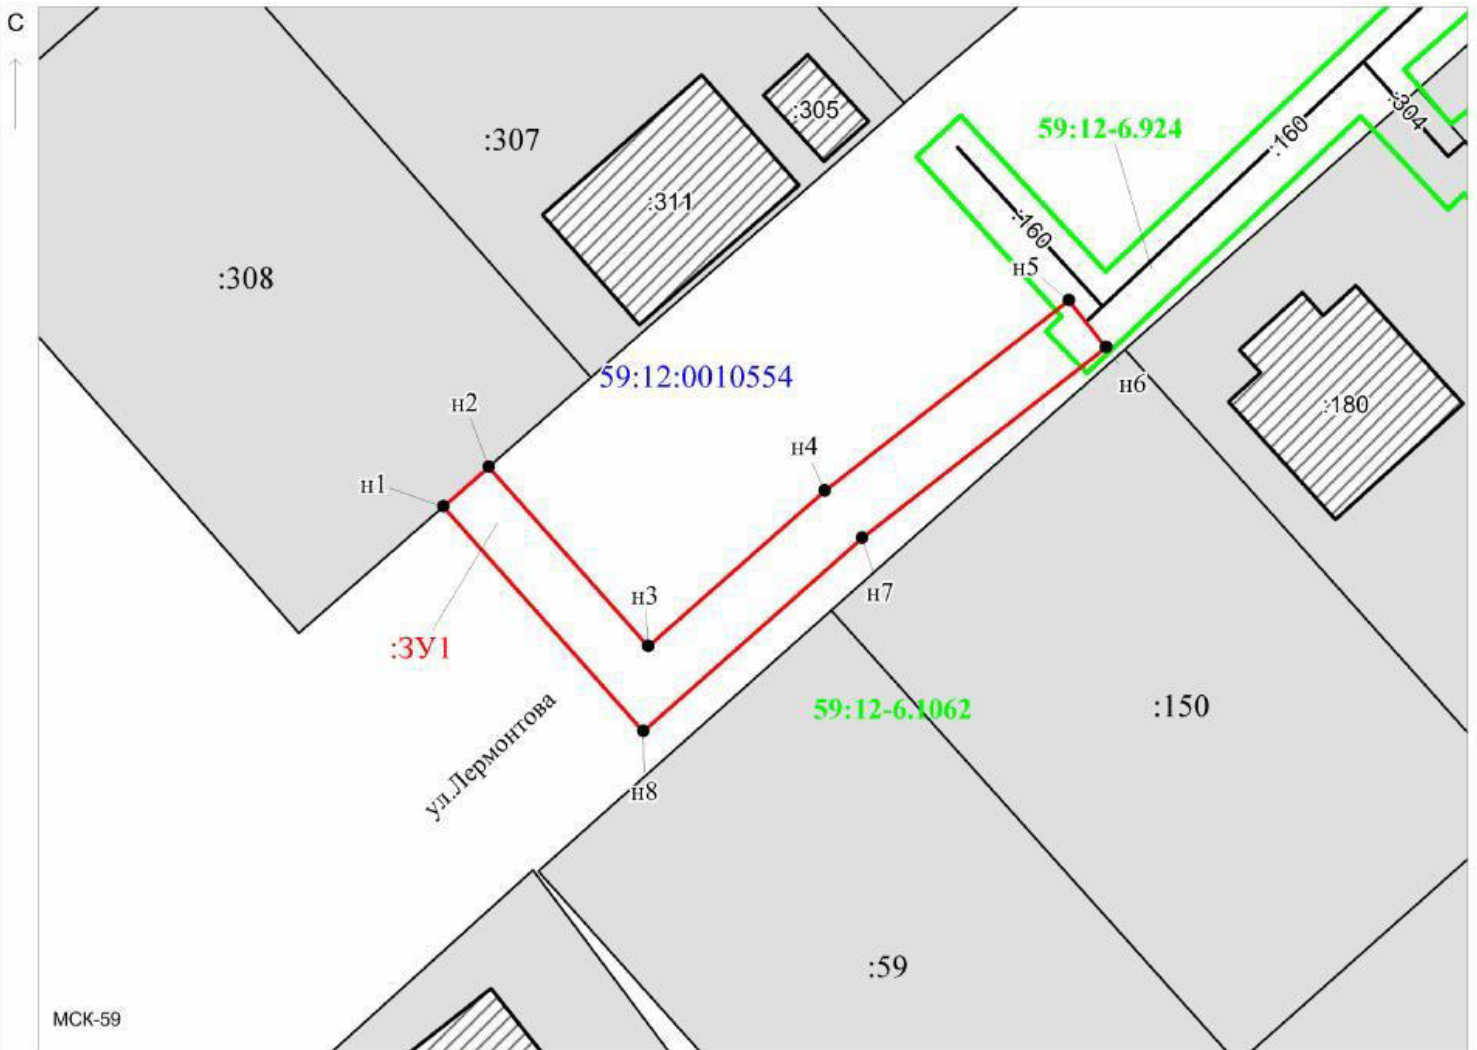 С
:305
:304
59:12-6.924
:160
:307
:311
:160
н5
:308
59:12:0010554
н6
:180
н2
н4
н1
н3
н7
:ЗУ1
59:12-6.1062
:150
ул.Лермонтова
н8
:59
МСК-59